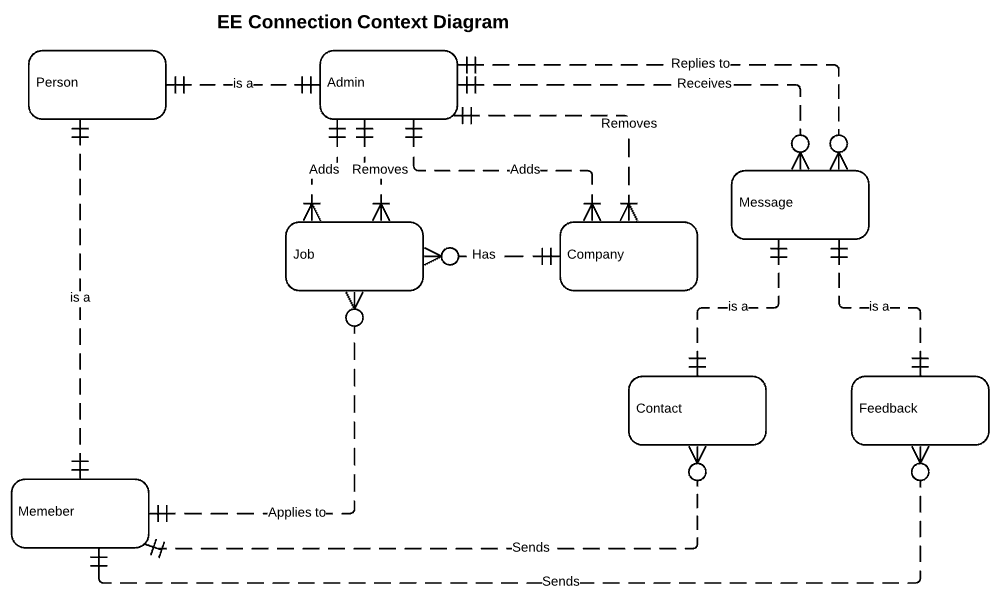 EE Connection Context Diagram
Person
is a
Admin
Replies to
Receives
Removes
Adds
Removes
Adds
Message
Job
Has
Company
is a
is a
is a
Contact
Feedback
Memeber
Applies to
Sends
Sends